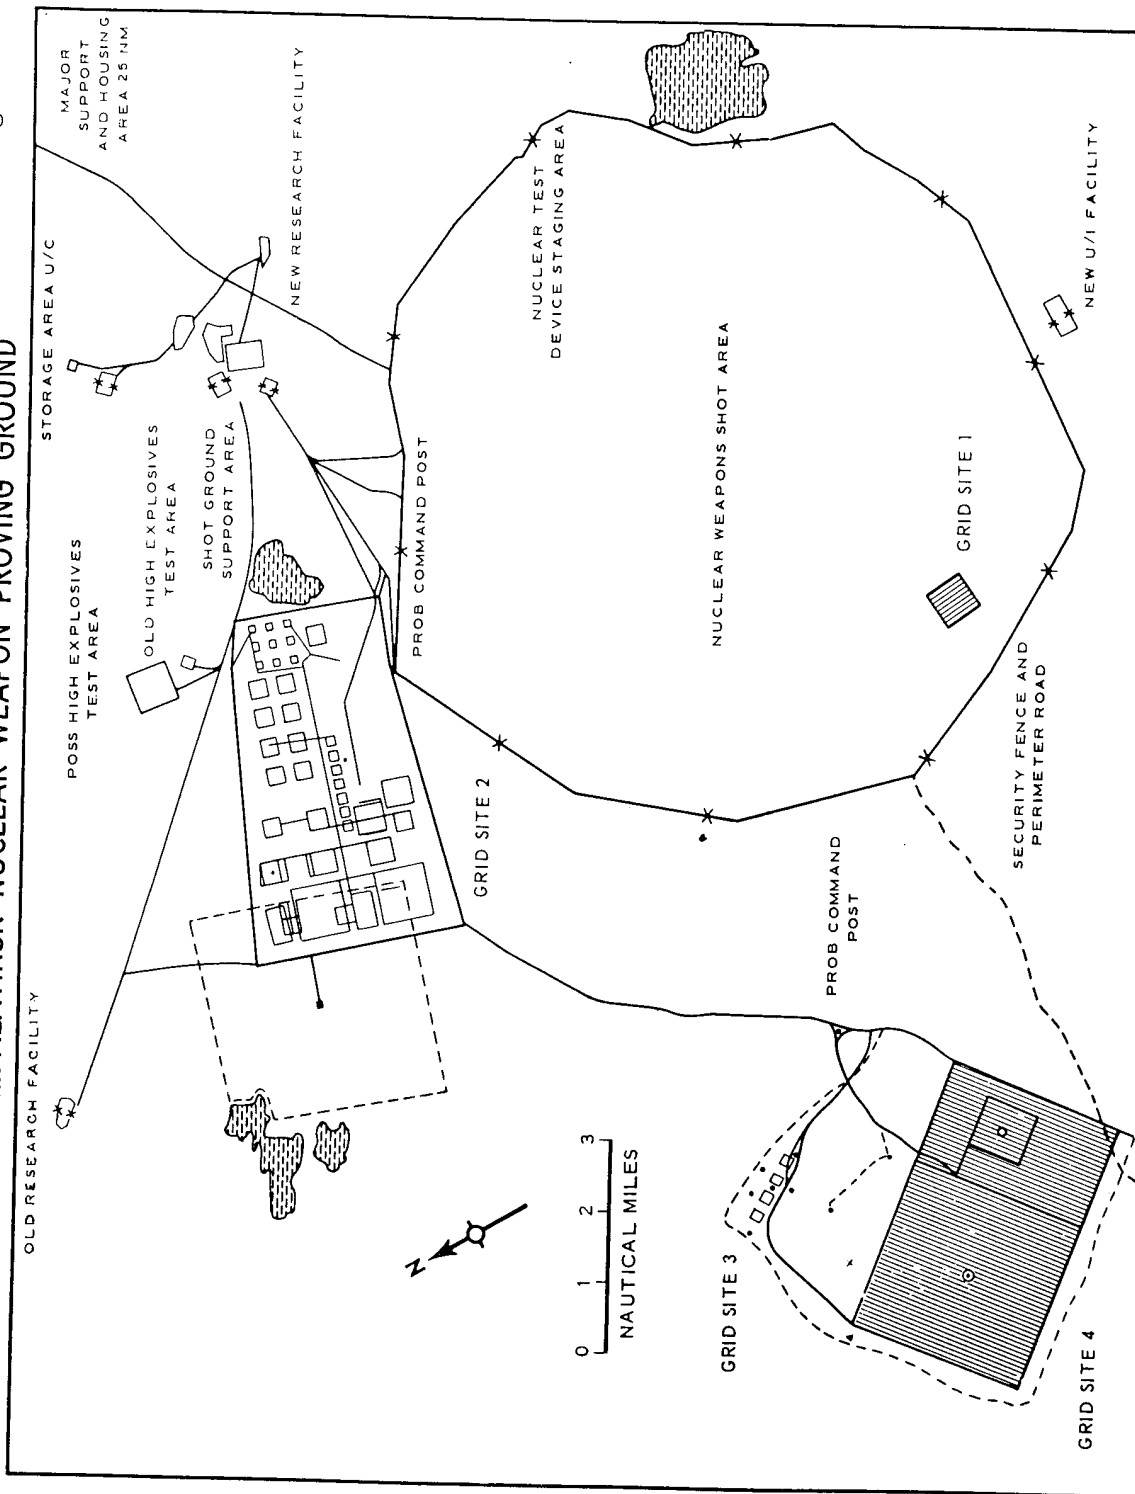 NUCLEAR WEAPON PROVING GROUND
OLD RESEARCH FACILITY
STORAGE AREA U/C
MAJOR
SUPPORT
AND HOUSING
AREA 25 NM
POSS HIGH EXPLOSIVES
TEST AREA
OLD HIGH EXPLOSIVES
TEST AREA
SHOT GROUND
SUPPORT AREA
NEW RESEARCH FACILITY
N
PROB COMMAND POST
GRID SITE 2
NUCLEAR TEST
DEVICE STAGING AREA
0 1 2 3
NAUTICAL MILES
NUCLEAR WEAPONS SHOT AREA
GRID SITE 3
PROB COMMAND
POST
GRID SITE 1
SECURITY FENCE AND
PERIMETER ROAD
GRID SITE 4
NEW U/I FACILITY